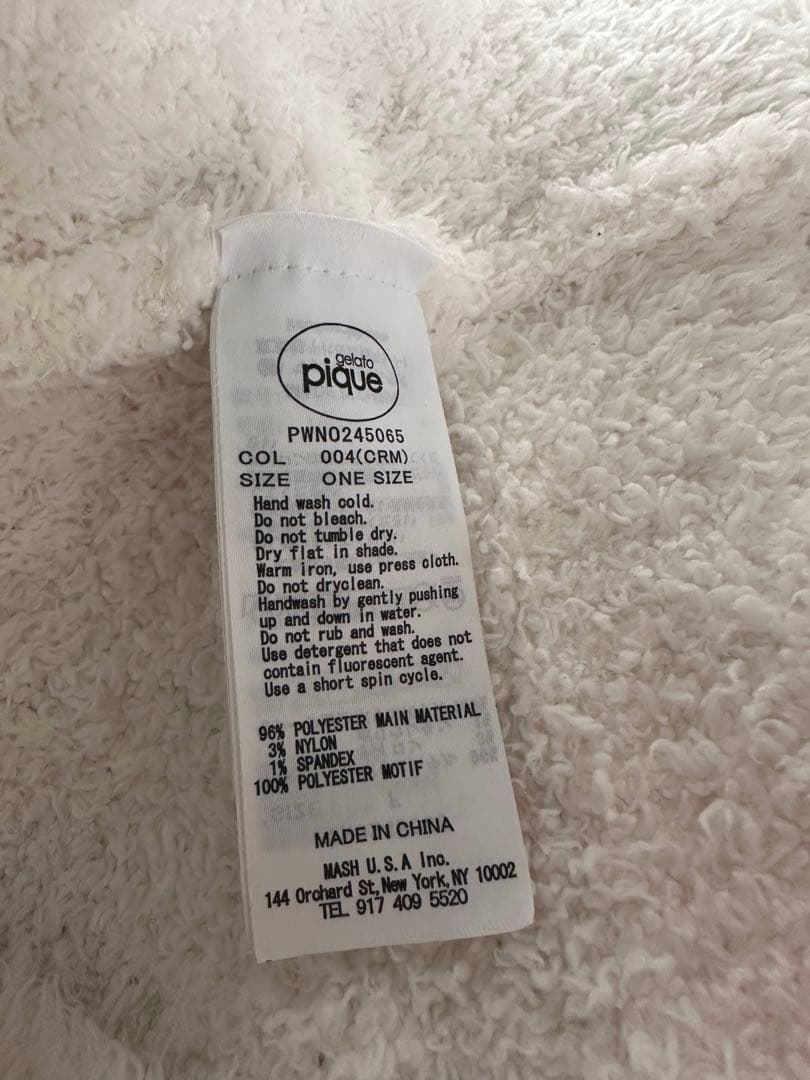 gelato
pique
PWNO245065
COL 004(CRM)
SIZE ONE SIZE
Hand wash cold.
Do not bleach.
Do not tumble dry.
Dry flat in shade.
Warm iron, use press cloth.
Do not dryclean.
Handwash by gently pushing
up and down in water.
Do not rub and wash.
Use detergent that does not
contain fluorescent agent.
Use a short spin cycle.
96% POLYESTER MAIN MATERIAL
3% NYLON
1% SPANDEX
100% POLYESTER MOTIF
MADE IN CHINA
MASH U.S.A Inc.
144 Orchard St, New York, NY 10002
TEL 917 409 5520